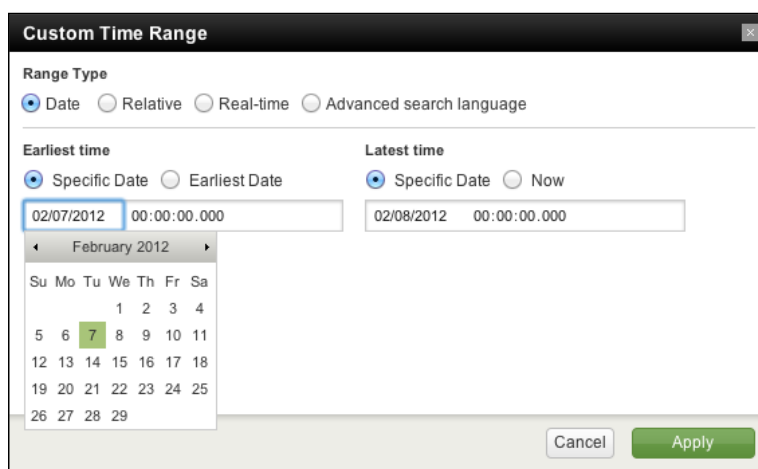 Custom Time Range
Range Type
Date Relative Real-time Advanced search language
Earliest time Latest time
Specific Date Earliest Date Specific Date Now
02/07/2012 00:00:00.000 02/08/2012 00:00:00.000
February 2012
Su Mo Tu We Th Fr Sa
1 2 3 4
5 6 7 8 9 10 11
12 13 14 15 16 17 18
19 20 21 22 23 24 25
26 27 28 29
Cancel Apply